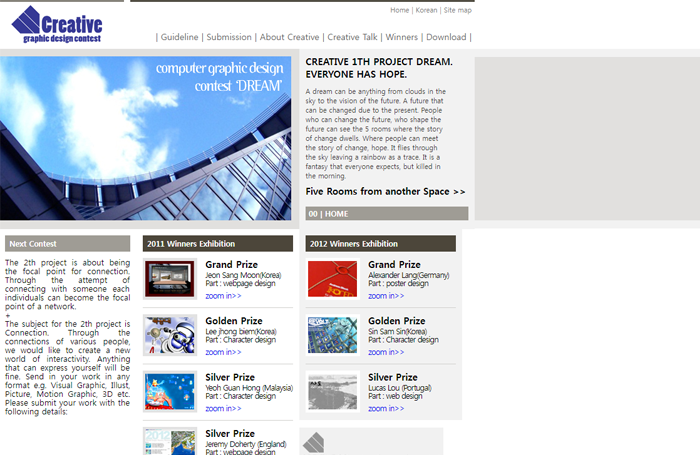 Creative
graphic design contest
Home | Korean | Site map
| Guideline | Submission | About Creative | Creative Talk | Winners | Download |
computer graphic design
contest 'DREAM'
CREATIVE 1TH PROJECT DREAM.
EVERYONE HAS HOPE.
A dream can be anything from clouds in the
sky to the vision of the future. A future that
can be changed due to the present. People
who can change the future, who shape the
future can see the 5 rooms where the story
of change dwells. Where people can meet
the story of change, hope. It flies through
the sky leaving a rainbow as a trace. It is a
fantasy that everyone expects, but killed in
the morning.
Five Rooms from another Space >>
00 | HOME
Next Contest
The 2th project is about being
the focal point for connection.
Through the attempt of
connecting with someone each
individuals can become the focal
point of a network.
+
The subject for the 2th project is
Connection. Through the
connections of various people,
we would like to create a new
world of interactivity. Anything
that can express yourself will be
fine. Send in your work in any
format e.g. Visual Graphic, Illust,
Picture, Motion Graphic, 3D etc.
Please submit your work with the
following details:
2011 Winners Exhibition
Grand Prize
Jeon Sang Moon(Korea)
Part : webpage design
zoom in>>
Golden Prize
Lee jhong biem(Korea)
Part : Character design
zoom in>>
Silver Prize
Yeoh Guan Hong (Malaysia)
Part : Character design
zoom in>>
2012
Silver Prize
Jeremy Doherty (England)
Part : webpage design
2012 Winners Exhibition
Grand Prize
Alexander Lang(Germany)
Part : poster design
zoom in>>
Golden Prize
Sin Sam Sin(Korea)
Part : Character design
zoom in>>
Silver Prize
Lucas Lou (Portugal)
Part : web design
zoom in>>